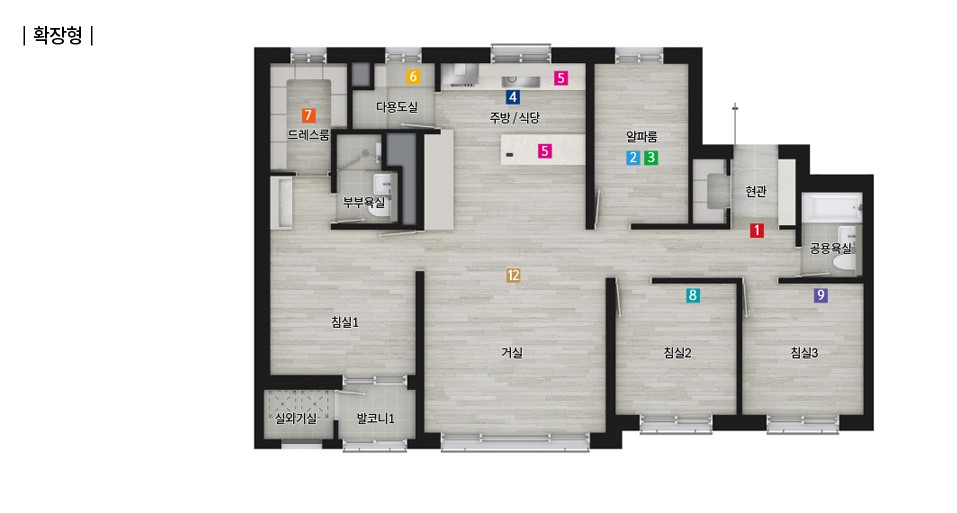 | 확장형 |
6
5
7
다용도실
4
드레스룸
주방 / 식당
알파룸
5
2 3
현관
부부욕실
1
공용욕실
12
8
9
침실1
거실
침실2
침실3
실외기실
발코니1